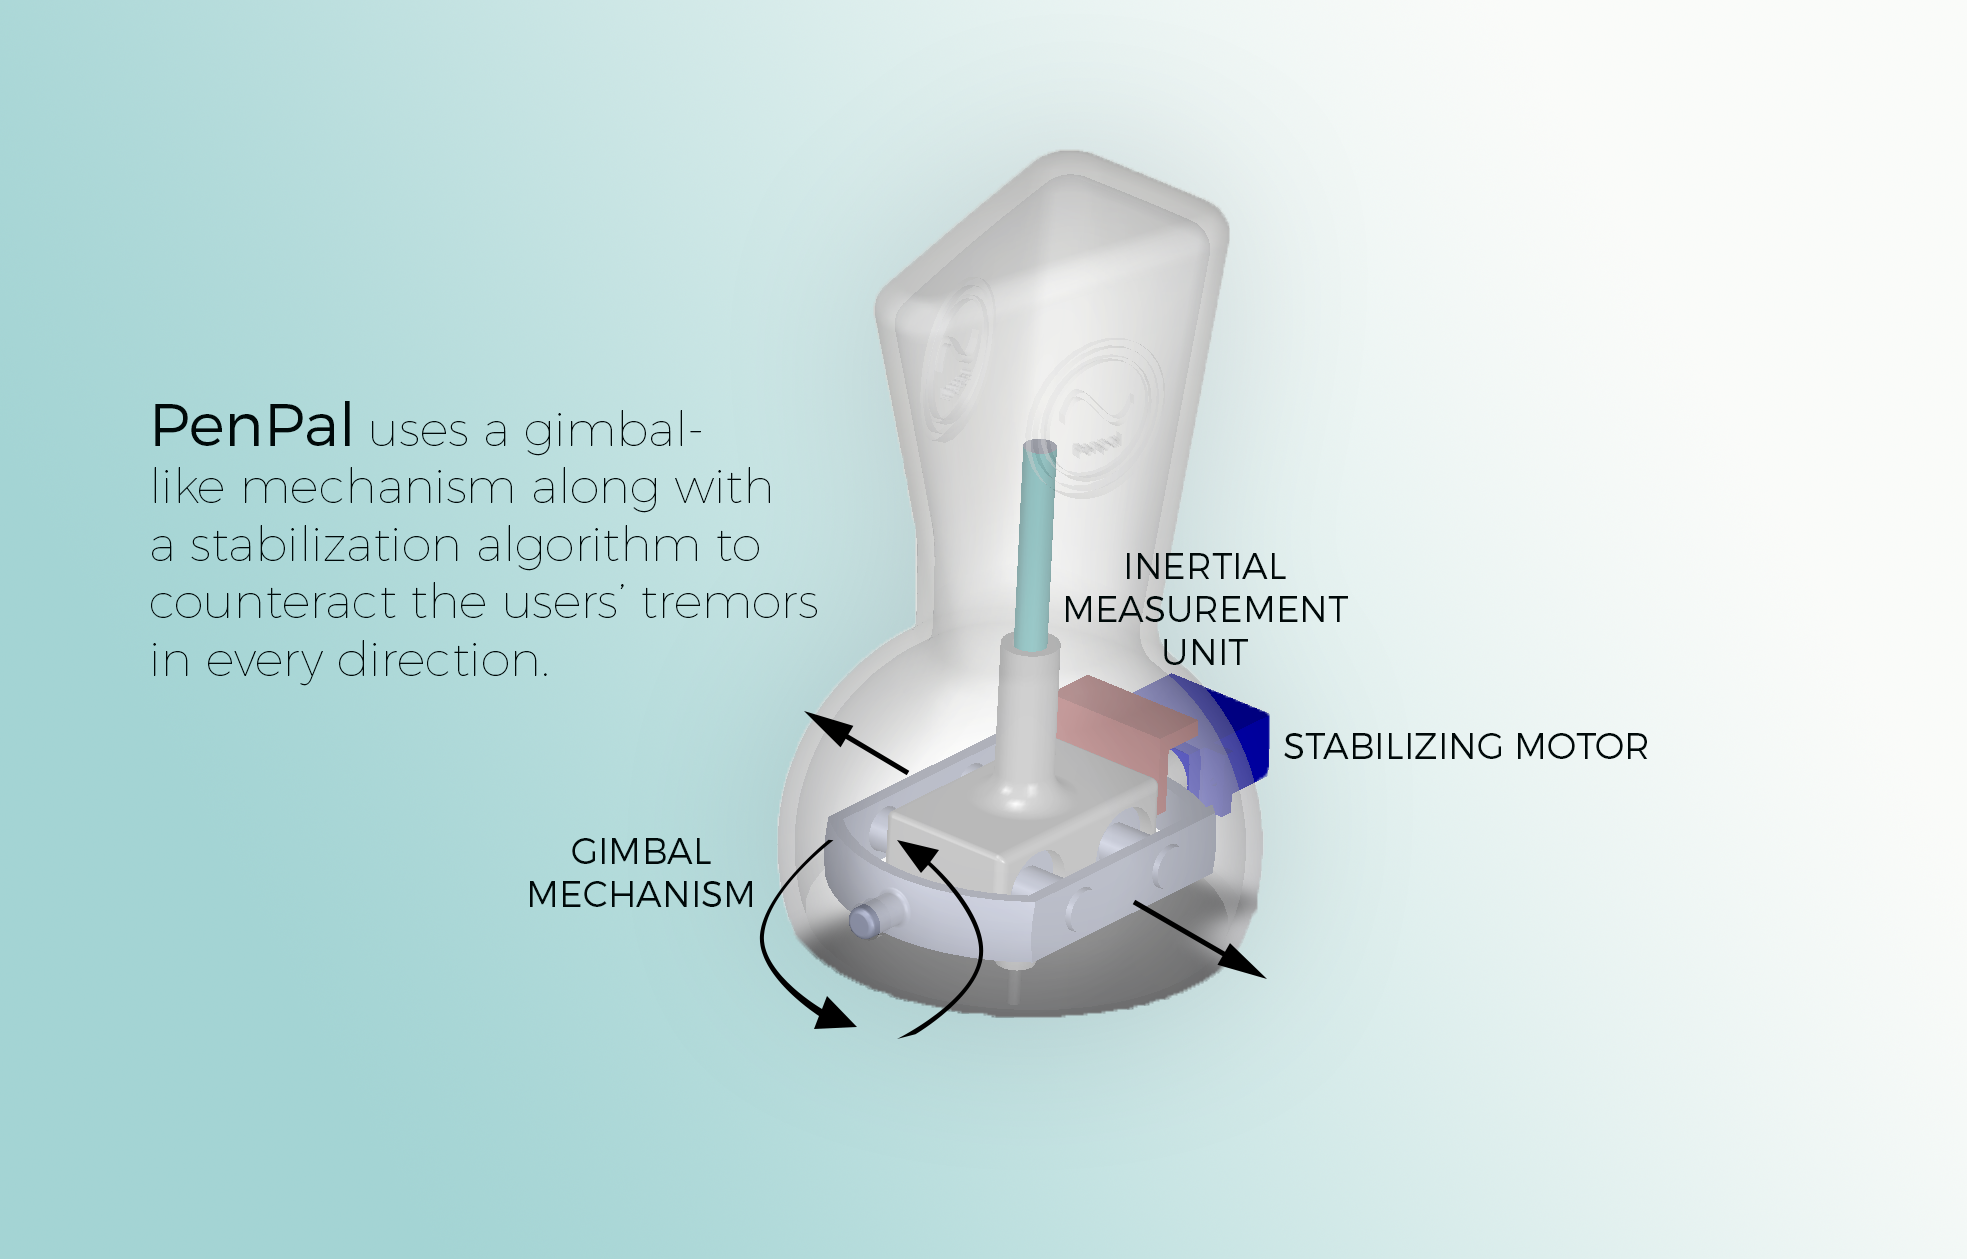 PenPal uses a gimbal-
like mechanism along with
a stabilization algorithm to
counteract the users’ tremors
in every direction.
INERTIAL
MEASUREMENT
UNIT
STABILIZING MOTOR
GIMBAL
MECHANISM